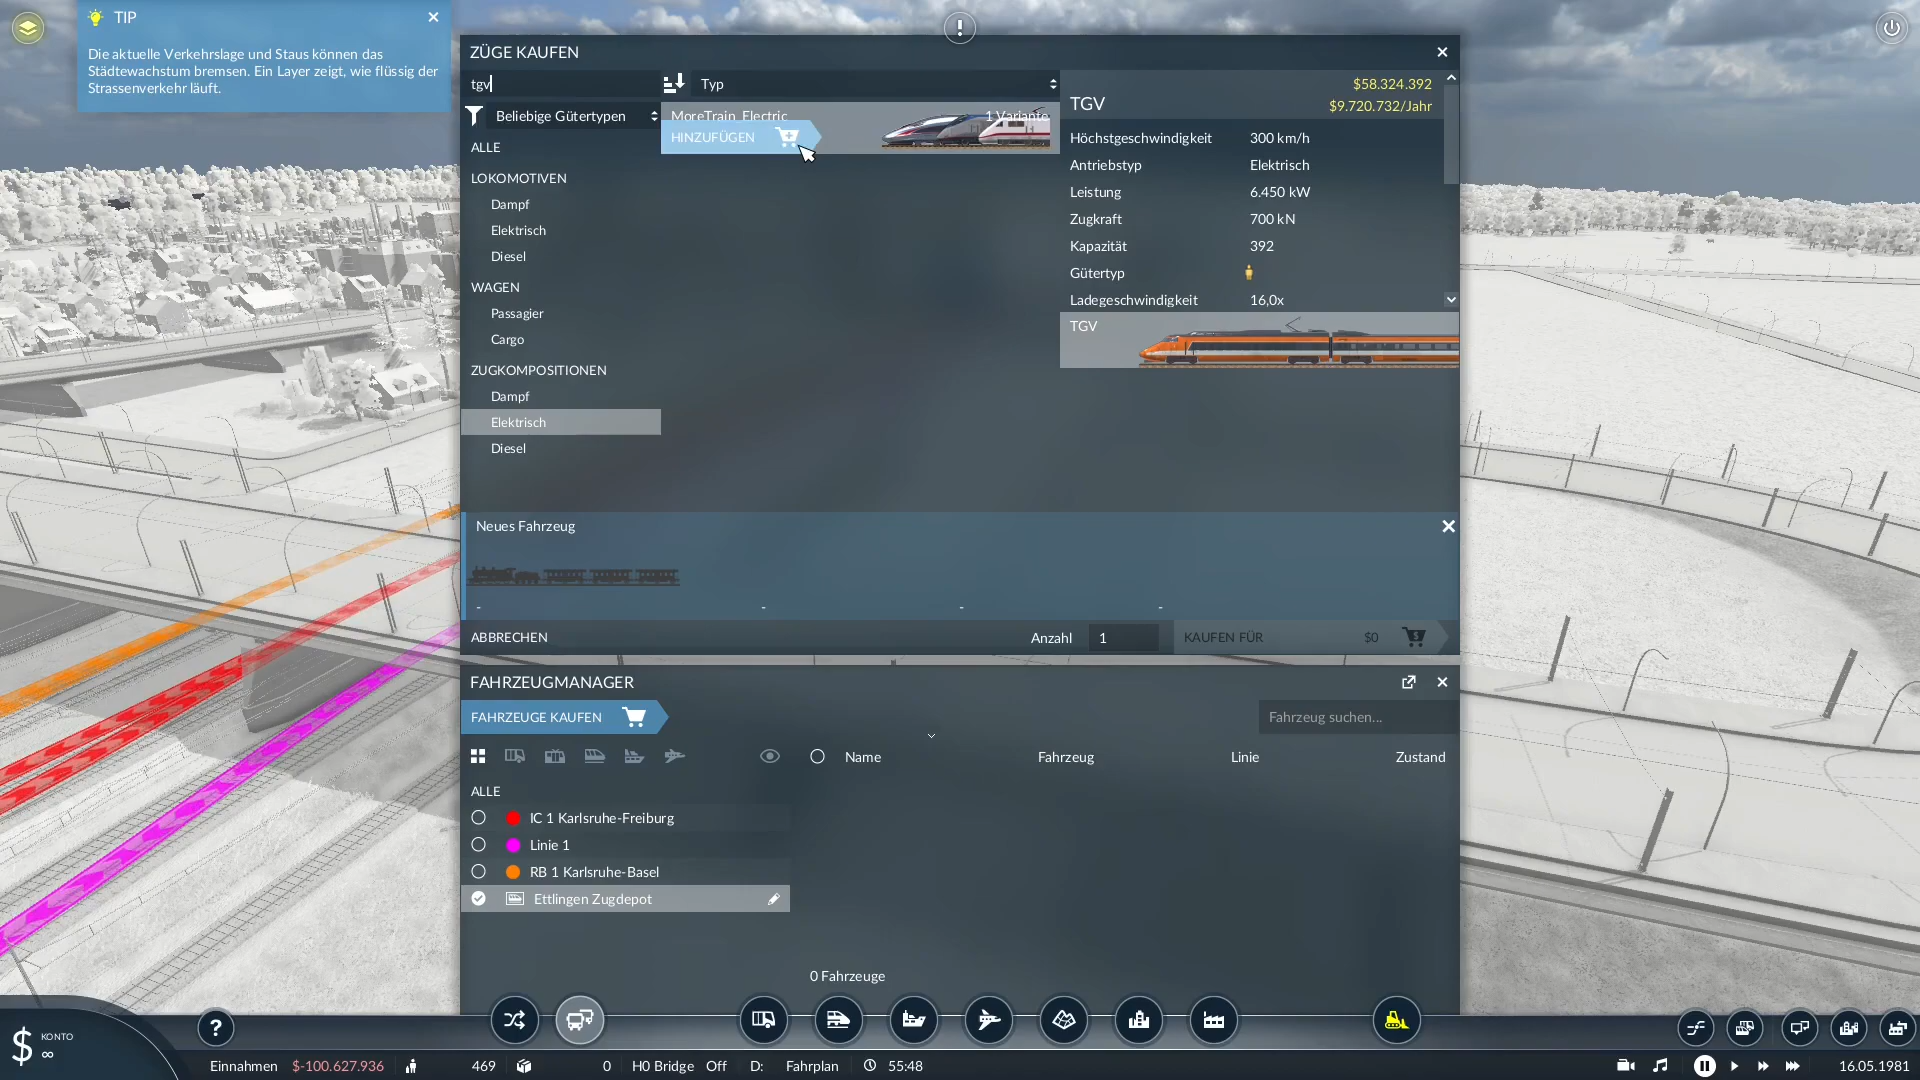 TIP
Die aktuelle Verkehrslage und Staus können das
Städtewachstum bremsen. Ein Layer zeigt, wie flüssig der
Strassenverkehr läuft.
ZÜGE KAUFEN
tgv
Typ
Beliebige Gütertypen
ALLE
LOKOMOTIVEN
Dampf
Elektrisch
Diesel
WAGEN
Passagier
Cargo
ZUGKOMPOSITIONEN
Dampf
Elektrisch
Diesel
MoreTrain_Electric 1 Variante
HINZUFÜGEN
$58.324.392
TGV
$9.720.732/Jahr
Höchstgeschwindigkeit 300 km/h
Antriebstyp Elektrisch
Leistung 6.450 kW
Zugkraft 700 kN
Kapazität 392
Gütertyp
Ladegeschwindigkeit 16,0x
TGV
Neues Fahrzeug
- - - -
ABBRECHEN Anzahl 1 KAUFEN FÜR $0
FAHRZEUGMANAGER
FAHRZEUGE KAUFEN
Fahrzeug suchen...
Name Fahrzeug Linie Zustand
ALLE
IC 1 Karlsruhe-Freiburg
Linie 1
RB 1 Karlsruhe-Basel
Ettlingen Zugdepot
0 Fahrzeuge
$ KONTO
∞
?
Einnahmen $-100.627.936 469 0 H0 Bridge Off D: Fahrplan 55:48 16.05.1981